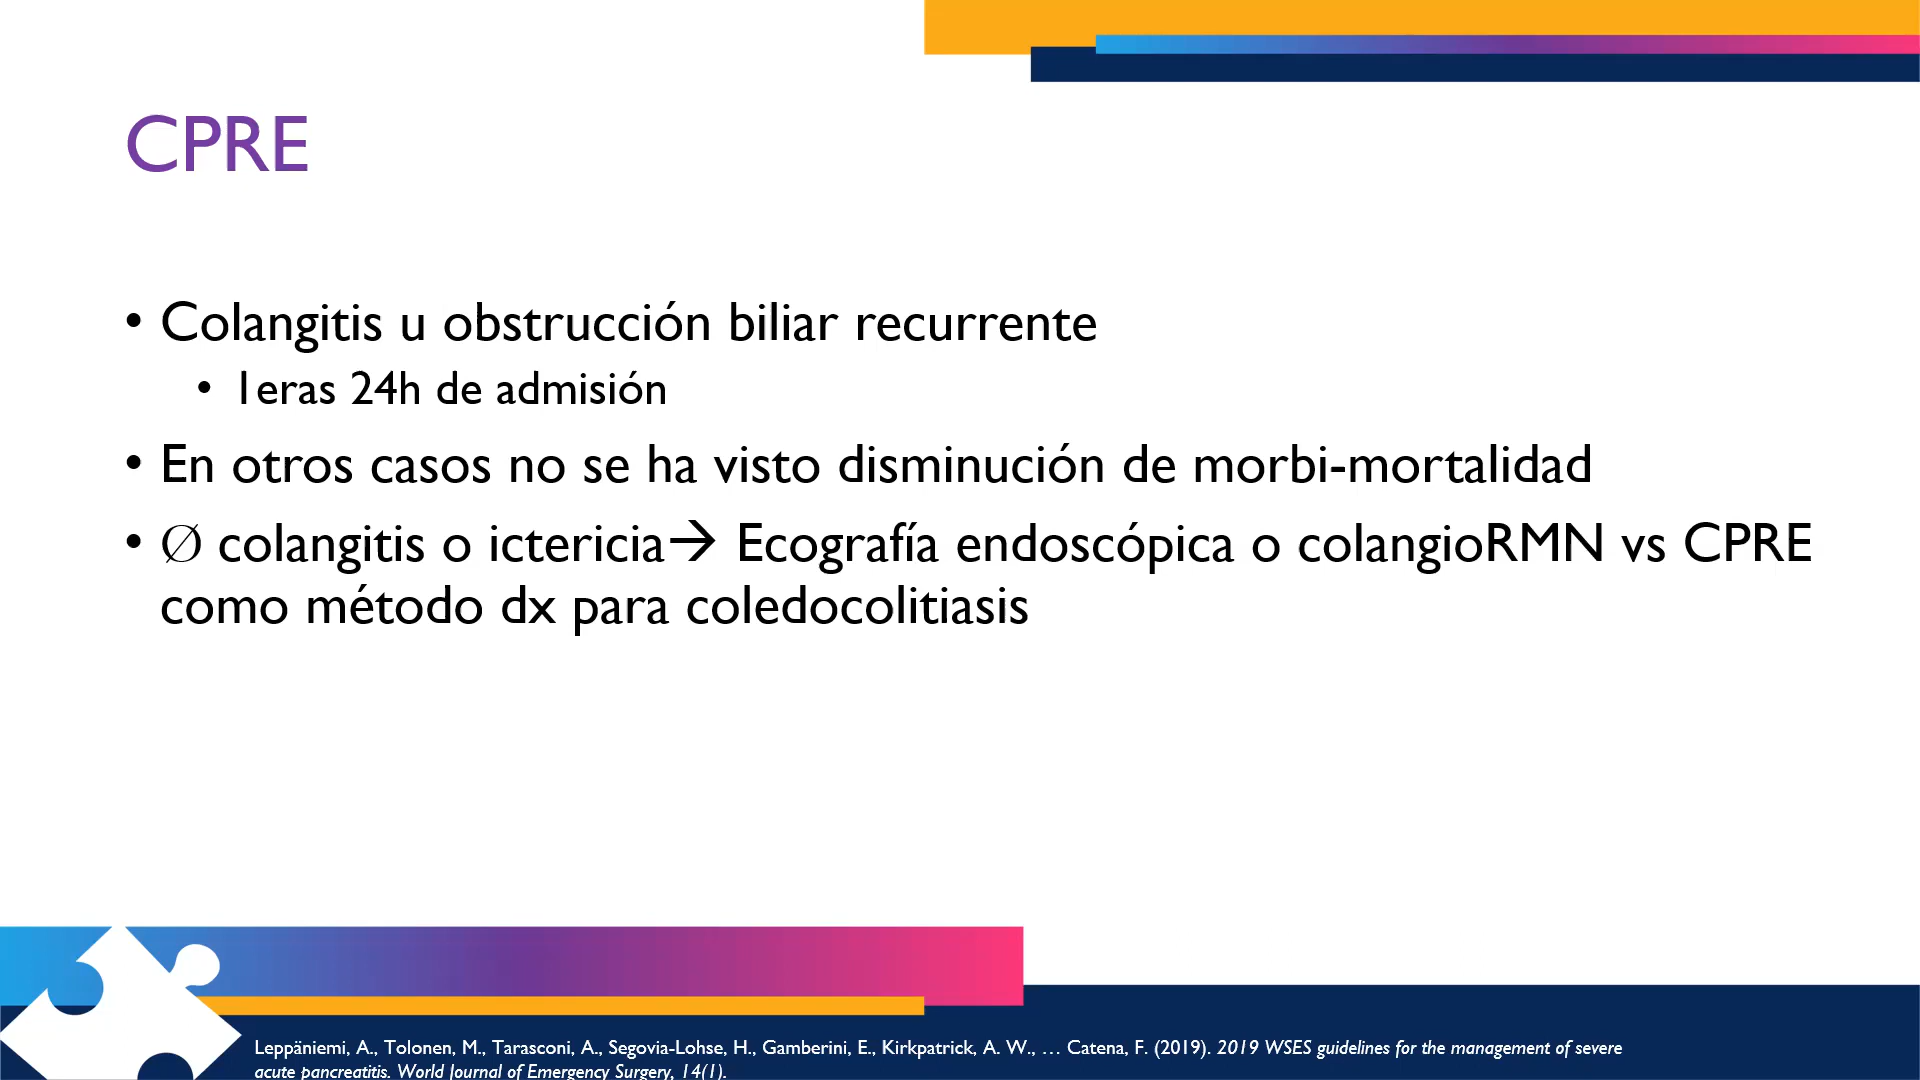 CPRE
• Colangitis u obstrucción biliar recurrente
• 1eras 24h de admisión
• En otros casos no se ha visto disminución de morbi-mortalidad
• Ø colangitis o ictericia→ Ecografía endoscópica o colangioRMN vs CPRE
como método dx para coledocolitiasis
Leppäniemi, A., Tolonen, M., Tarasconi, A., Segovia-Lohse, H., Gamberini, E., Kirkpatrick, A. W., … Catena, F. (2019). 2019 WSES guidelines for the management of severe
acute pancreatitis. World Journal of Emergency Surgery, 14(1).